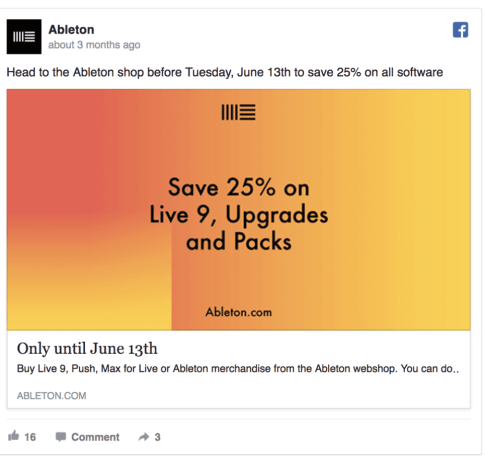 Ableton
about 3 months ago
Head to the Ableton shop before Tuesday, June 13th to save 25% on all software
Save 25% on
Live 9, Upgrades
and Packs
Ableton.com
Only until June 13th
Buy Live 9, Push, Max for Live or Ableton merchandise from the Ableton webshop. You can do..
ABLETON.COM
16 Comment 3